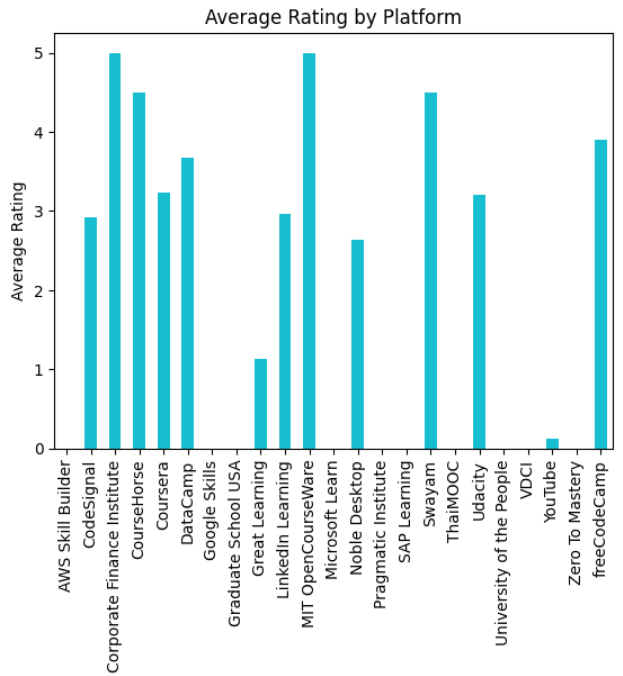 Average Rating by Platform
Average Rating
5
4
3
2
1
0
AWS Skill Builder
CodeSignal
Corporate Finance Institute
CourseHorse
Coursera
DataCamp
Google Skills
Graduate School USA
Great Learning
LinkedIn Learning
MIT OpenCourseWare
Microsoft Learn
Noble Desktop
Pragmatic Institute
SAP Learning
Swayam
ThaiMOOC
Udacity
University of the People
VDCI
YouTube
Zero To Mastery
freeCodeCamp